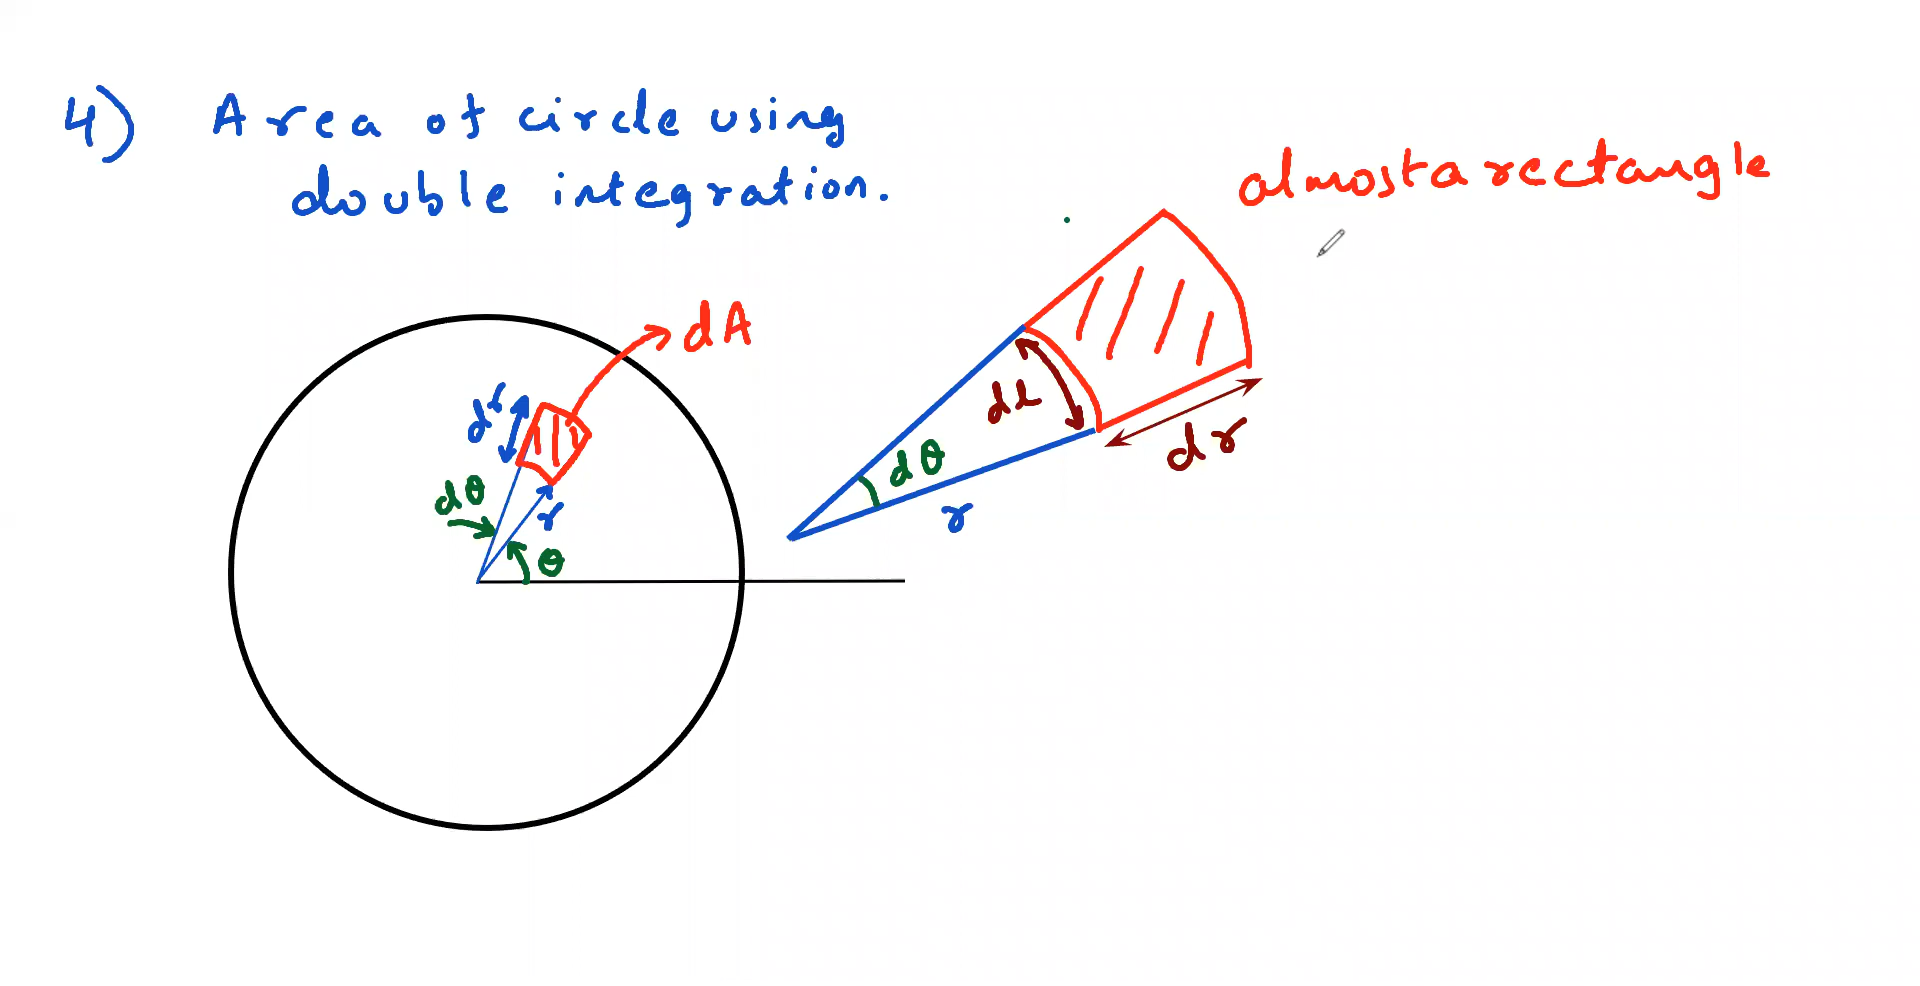 4) Area of circle using
double integration.
almost a rectangle
dA
dr
dθ
r
θ
dl
dθ
r
dr